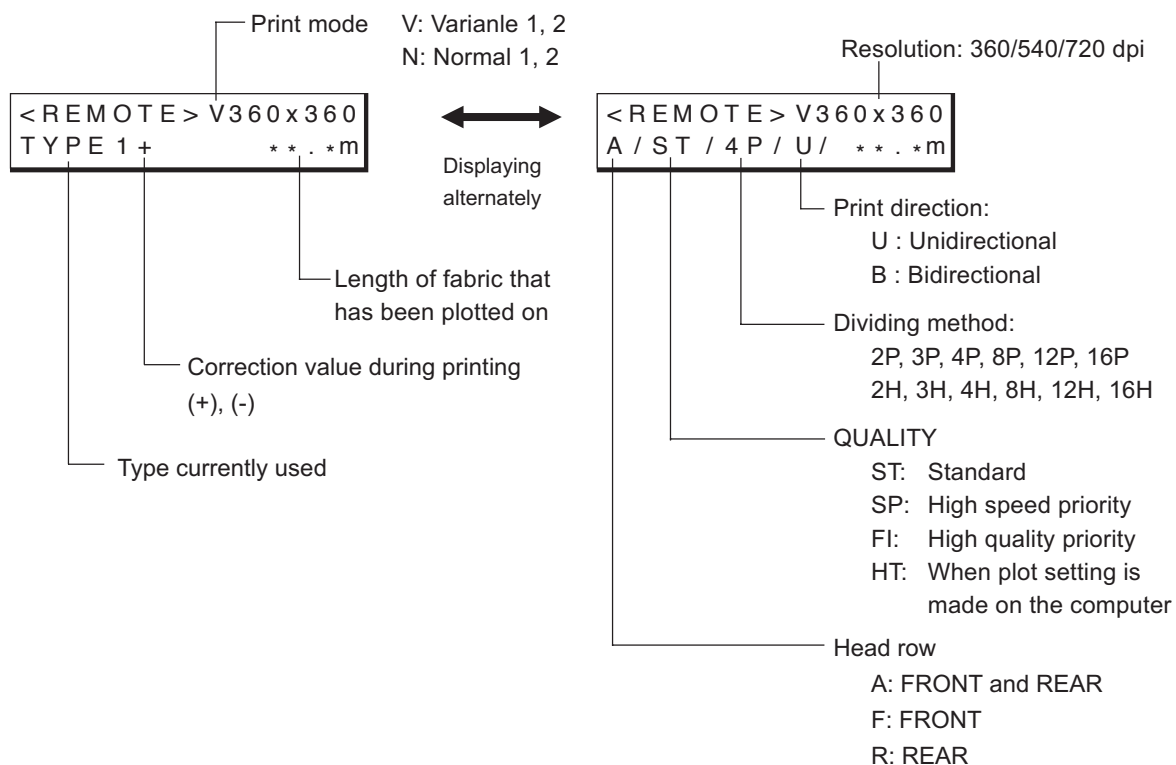 Print mode V: Varianle 1, 2
N: Normal 1, 2
Resolution: 360/540/720 dpi
<REMOTE> V360x360
TYPE1+ **.*m
Displaying
alternately
<REMOTE> V360x360
A/ST/4P/U/ **.*m
Length of fabric that
has been plotted on
Correction value during printing
(+), (-)
Type currently used
Print direction:
U : Unidirectional
B : Bidirectional
Dividing method:
2P, 3P, 4P, 8P, 12P, 16P
2H, 3H, 4H, 8H, 12H, 16H
QUALITY
ST: Standard
SP: High speed priority
FI: High quality priority
HT: When plot setting is
made on the computer
Head row
A: FRONT and REAR
F: FRONT
R: REAR